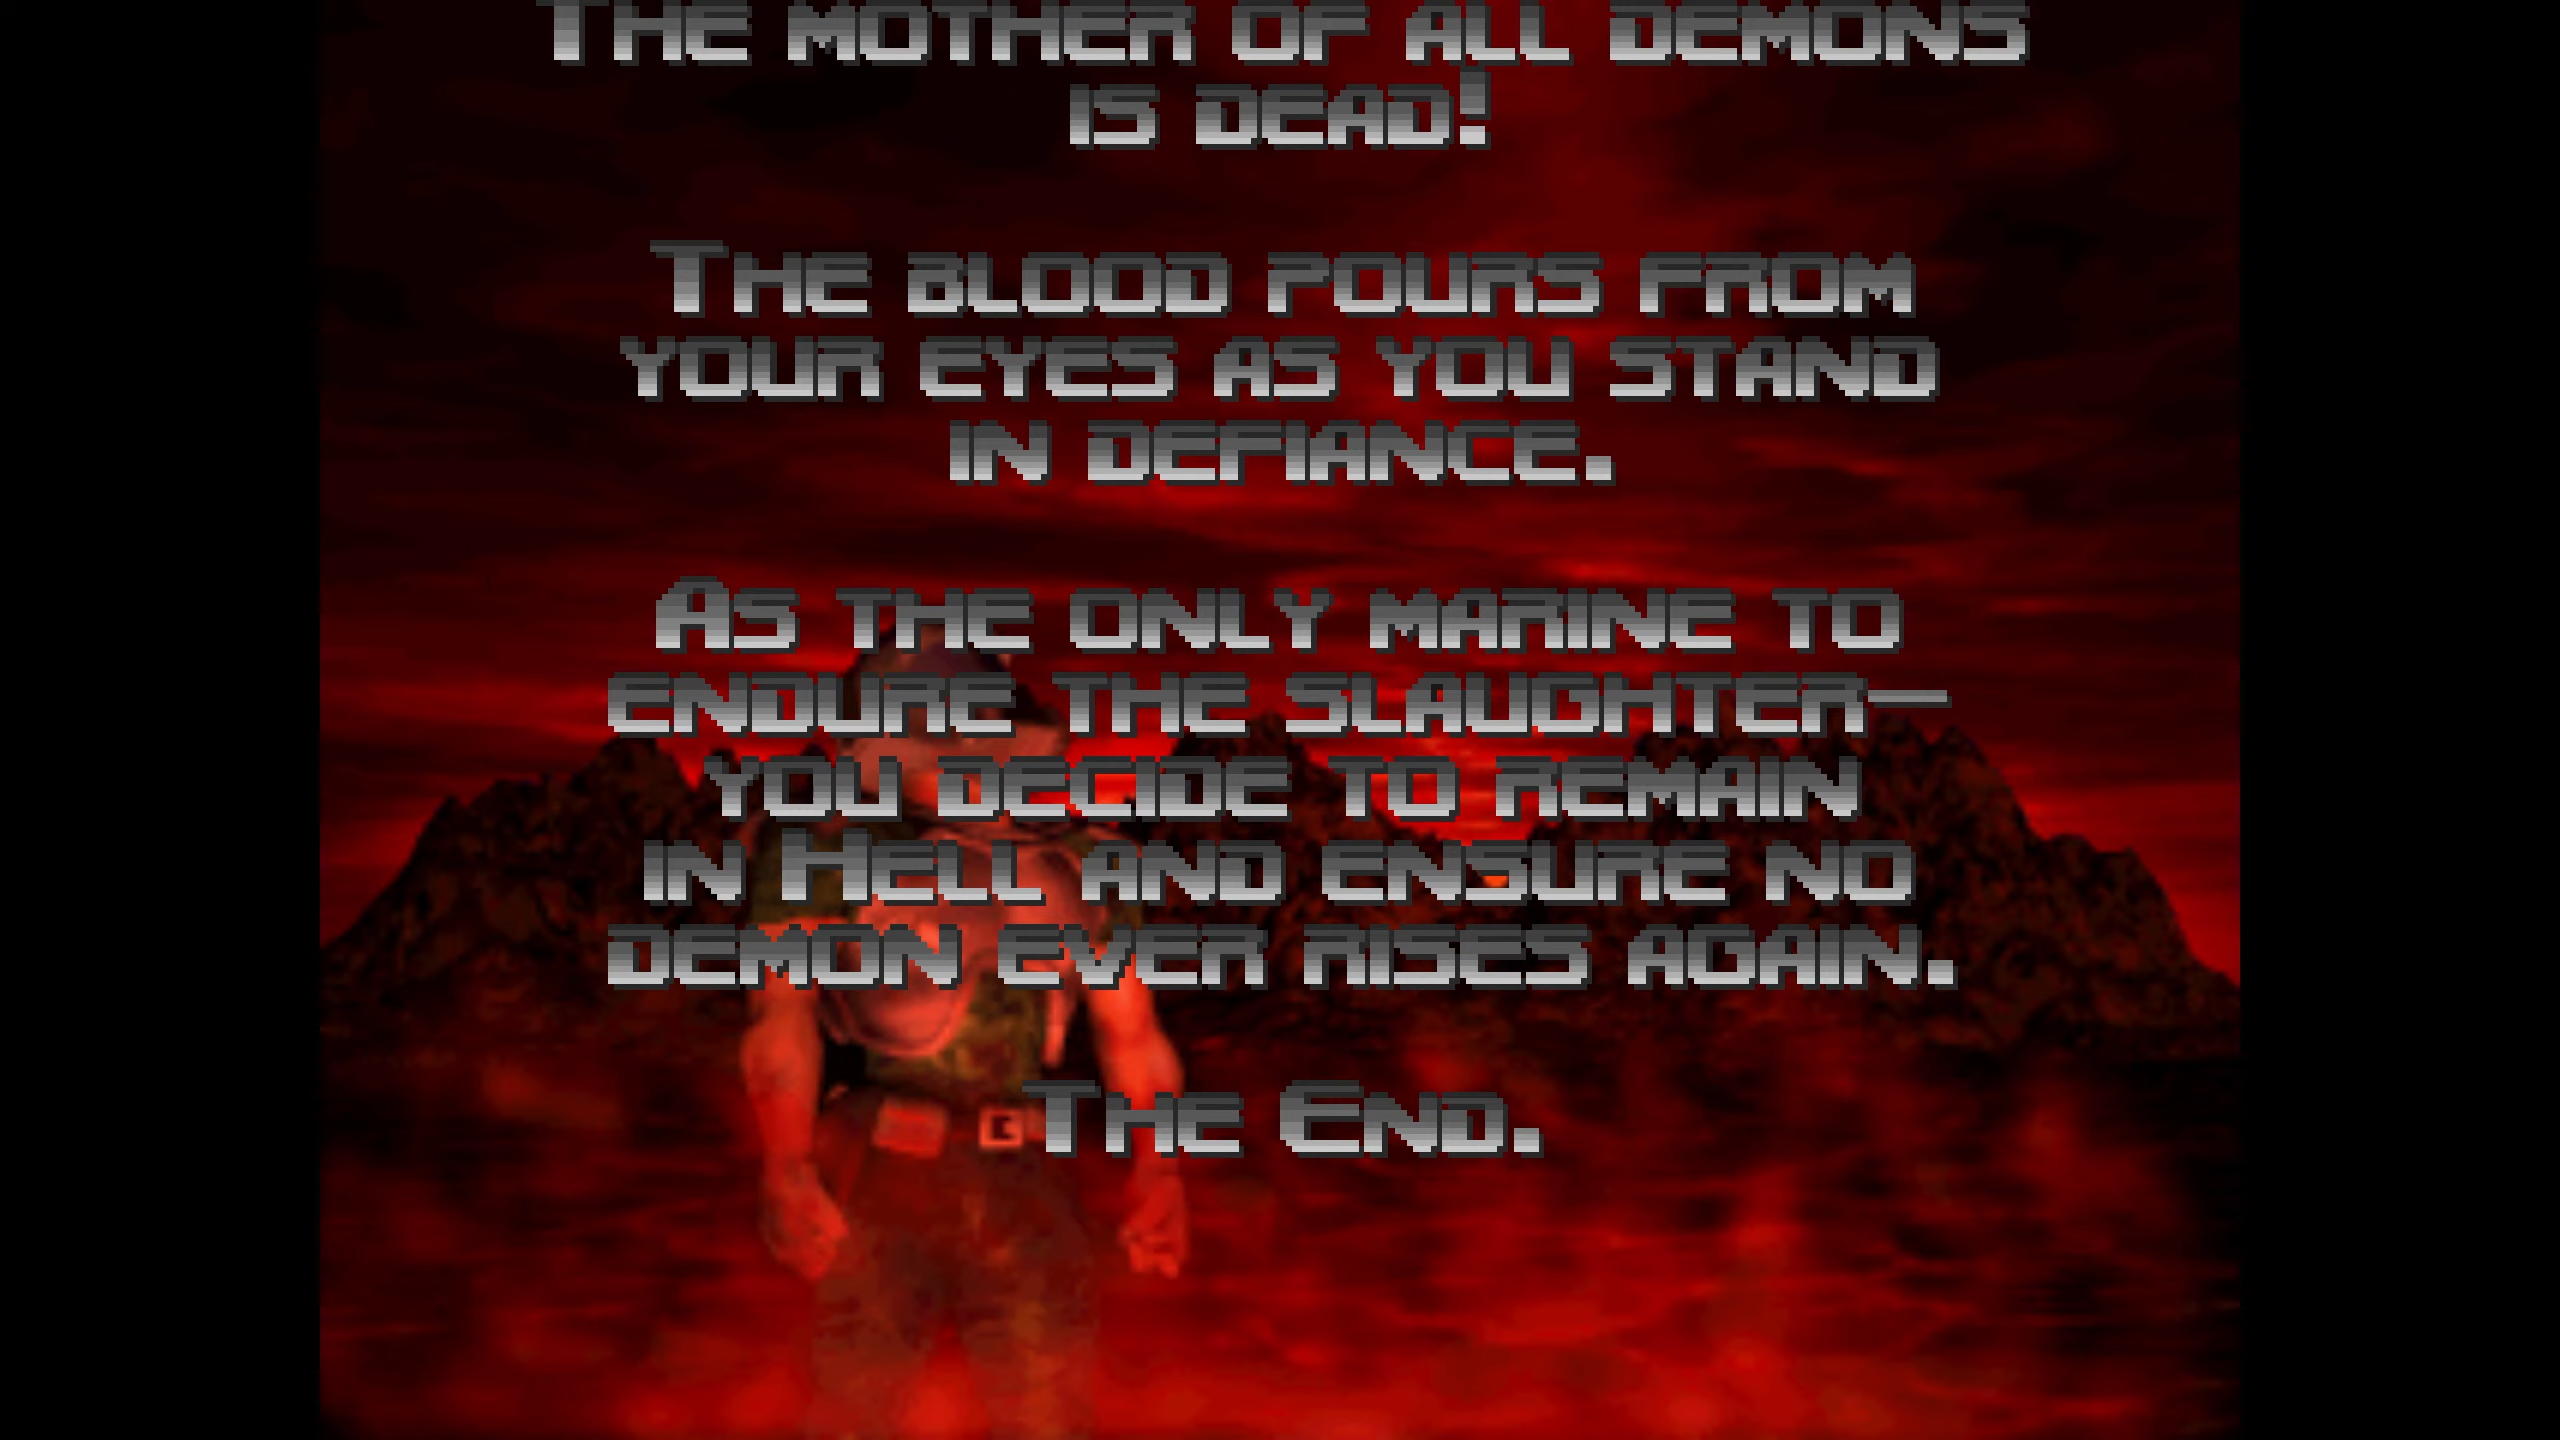 The mother of all demons
is dead!
The blood pours from
your eyes as you stand
in defiance.
As the only marine to
endure the slaughter—
you decide to remain
in Hell and ensure no
demon ever rises again.
The End.